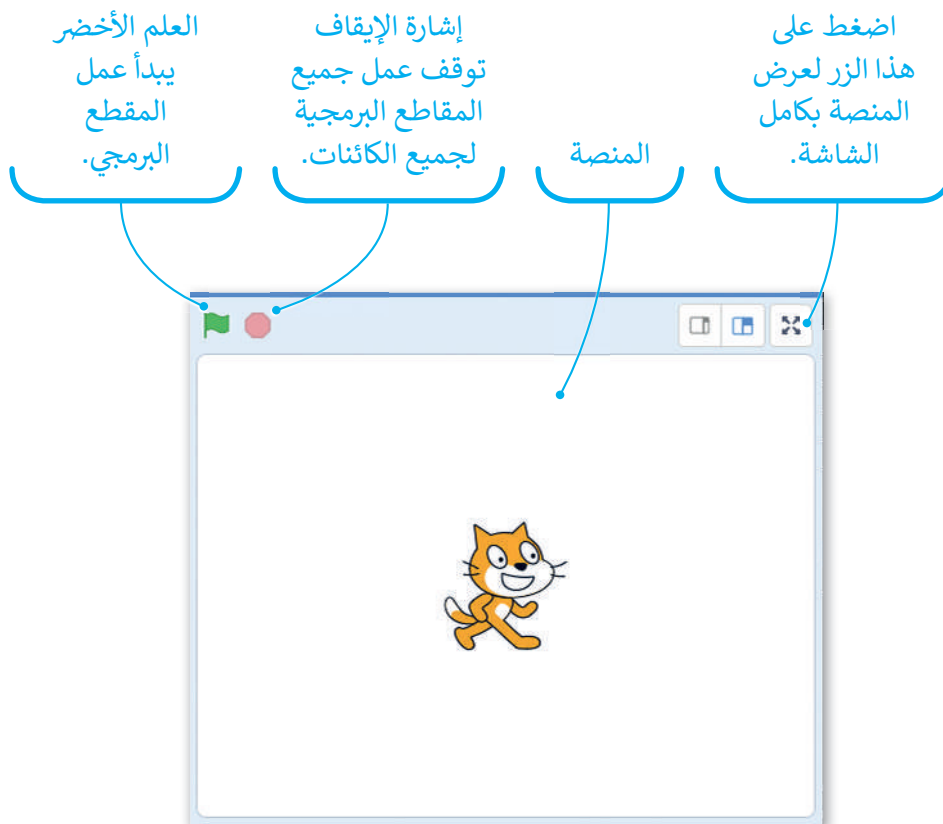 اضغط على
هذا الزر لعرض
المنصة بكامل
الشاشة.
المنصة
إشارة الإيقاف
توقف عمل جميع
المقاطع البرمجية
لجميع الكائنات.
العلم الأخضر
يبدأ عمل
المقطع
البرمجي.